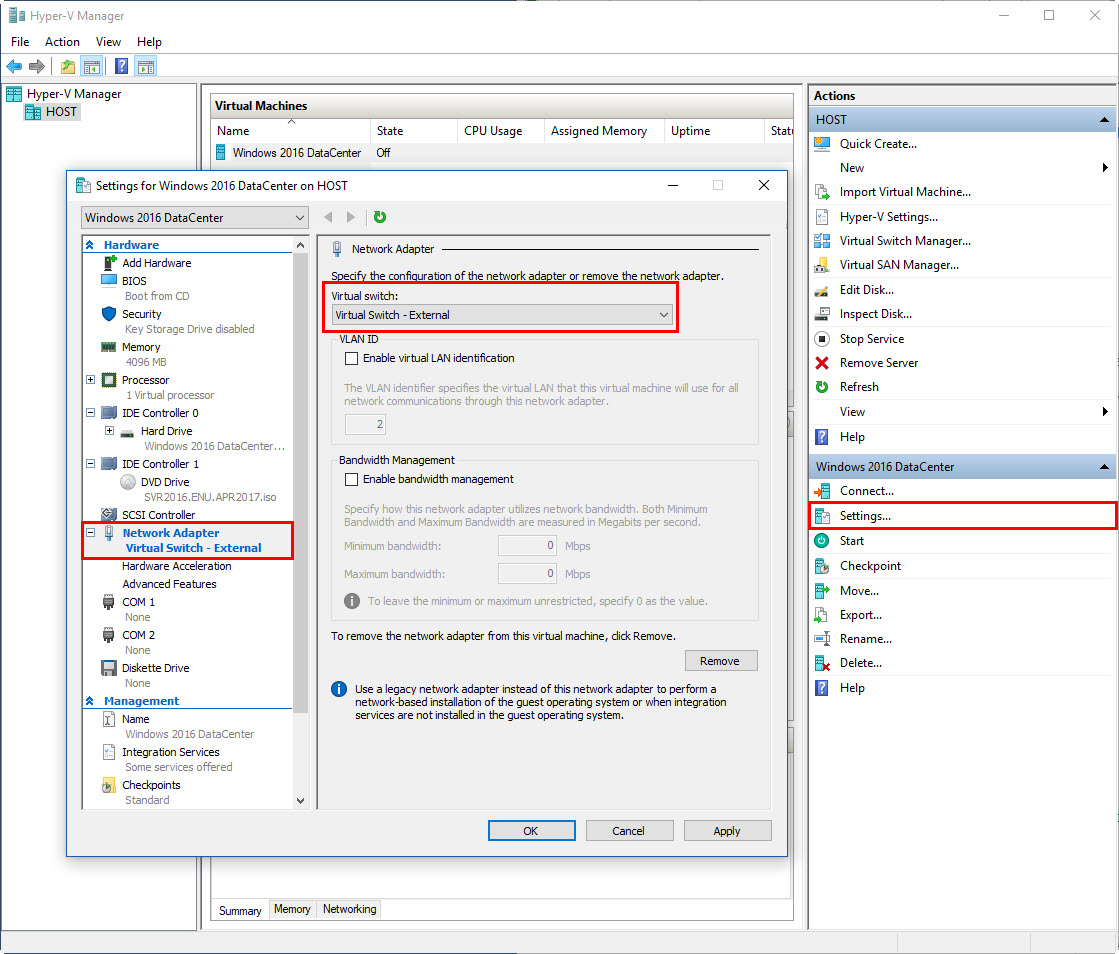 Hyper-V Manager
File Action View Help
Hyper-V Manager
HOST
Virtual Machines
Name State CPU Usage Assigned Memory Uptime
Windows 2016 DataCenter Off
Settings for Windows 2016 DataCenter on HOST
Windows 2016 DataCenter
Hardware
Add Hardware
BIOS
Boot from CD
Security
Key Storage Drive disabled
Memory
4096 MB
Processor
1 Virtual processor
IDE Controller 0
Hard Drive
Windows 2016 DataCenter...
IDE Controller 1
DVD Drive
SVR2016.ENU.APR2017.iso
SCSI Controller
Network Adapter
Virtual Switch - External
Hardware Acceleration
Advanced Features
COM 1
None
COM 2
None
Diskette Drive
None
Management
Name
Windows 2016 DataCenter
Integration Services
Some services offered
Checkpoints
Standard
Network Adapter
Specify the configuration of the network adapter or remove the network adapter.
Virtual switch:
Virtual Switch - External
VLAN ID
Enable virtual LAN identification
The VLAN identifier specifies the virtual LAN that this virtual machine will use for all
network communications through this network adapter.
2
Bandwidth Management
Enable bandwidth management
Specify how this network adapter utilizes network bandwidth. Both Minimum
Bandwidth and Maximum Bandwidth are measured in Megabits per second.
Minimum bandwidth: 0 Mbps
Maximum bandwidth: 0 Mbps
To leave the minimum or maximum unrestricted, specify 0 as the value.
To remove the network adapter from this virtual machine, click Remove.
Remove
Use a legacy network adapter instead of this network adapter to perform a
network-based installation of the guest operating system or when integration
services are not installed in the guest operating system.
OK Cancel Apply
Summary Memory Networking
Actions
HOST
Quick Create...
New
Import Virtual Machine...
Hyper-V Settings...
Virtual Switch Manager...
Virtual SAN Manager...
Edit Disk...
Inspect Disk...
Stop Service
Remove Server
Refresh
View
Help
Windows 2016 DataCenter
Connect...
Settings...
Start
Checkpoint
Move...
Export...
Rename...
Delete...
Help